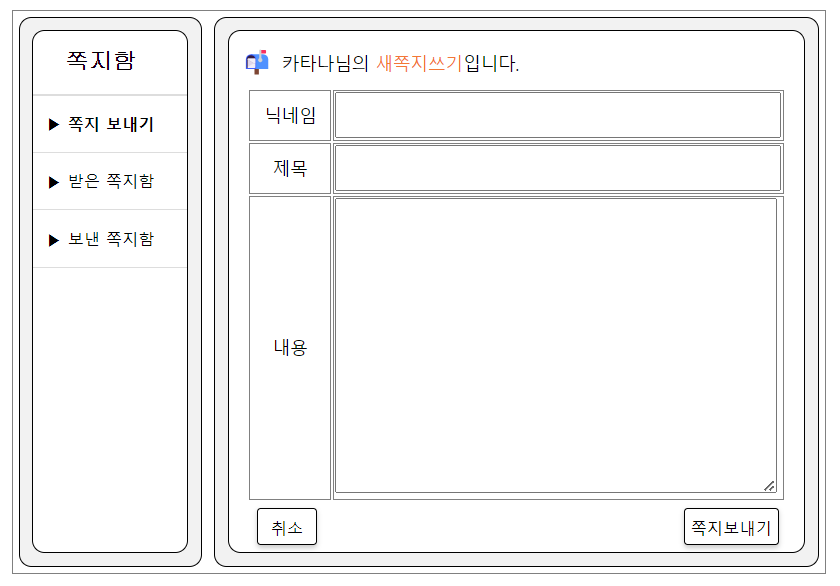 쪽지함
▶ 쪽지 보내기
▶ 받은 쪽지함
▶ 보낸 쪽지함
카타나님의 새쪽지쓰기입니다.
닉네임
제목
내용
취소
쪽지보내기